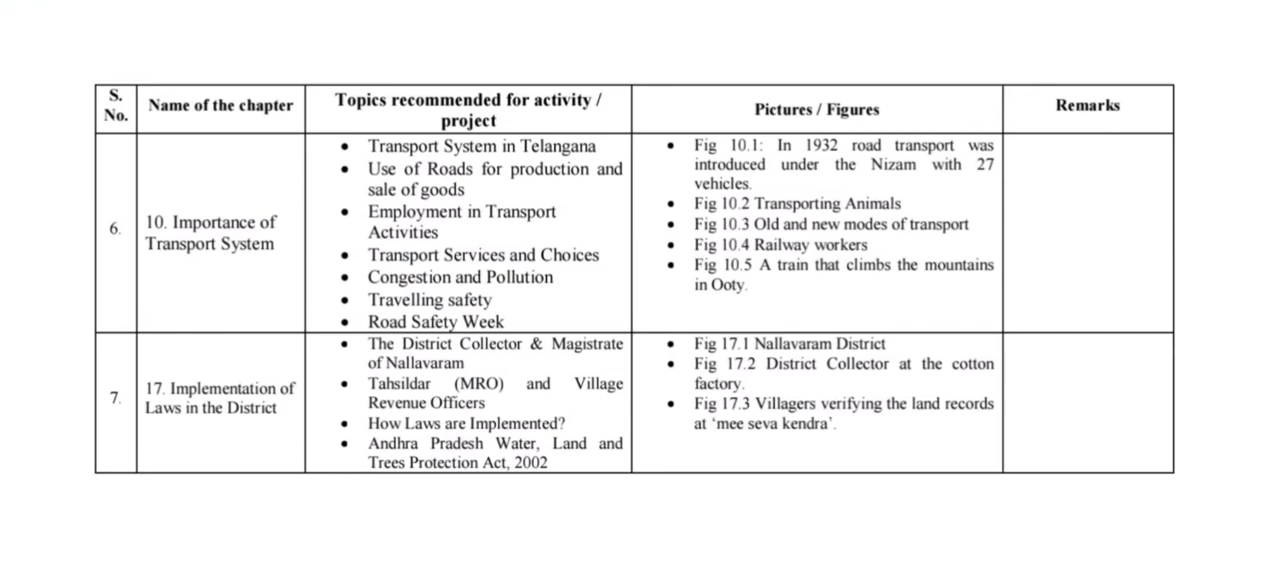 S. No.
Name of the chapter
Topics recommended for activity /
project
Pictures / Figures
Remarks
6.
10. Importance of
Transport System
• Transport System in Telangana
• Use of Roads for production and
sale of goods
• Employment in Transport
Activities
• Transport Services and Choices
• Congestion and Pollution
• Travelling safety
• Road Safety Week
• Fig 10.1: In 1932 road transport was
introduced under the Nizam with 27
vehicles.
• Fig 10.2 Transporting Animals
• Fig 10.3 Old and new modes of transport
• Fig 10.4 Railway workers
• Fig 10.5 A train that climbs the mountains
in Ooty.
7.
17. Implementation of
Laws in the District
• The District Collector & Magistrate
of Nallavaram
• Tahsildar (MRO) and Village
Revenue Officers
• How Laws are Implemented?
• Andhra Pradesh Water, Land and
Trees Protection Act, 2002
• Fig 17.1 Nallavaram District
• Fig 17.2 District Collector at the cotton
factory.
• Fig 17.3 Villagers verifying the land records
at ‘mee seva kendra’.